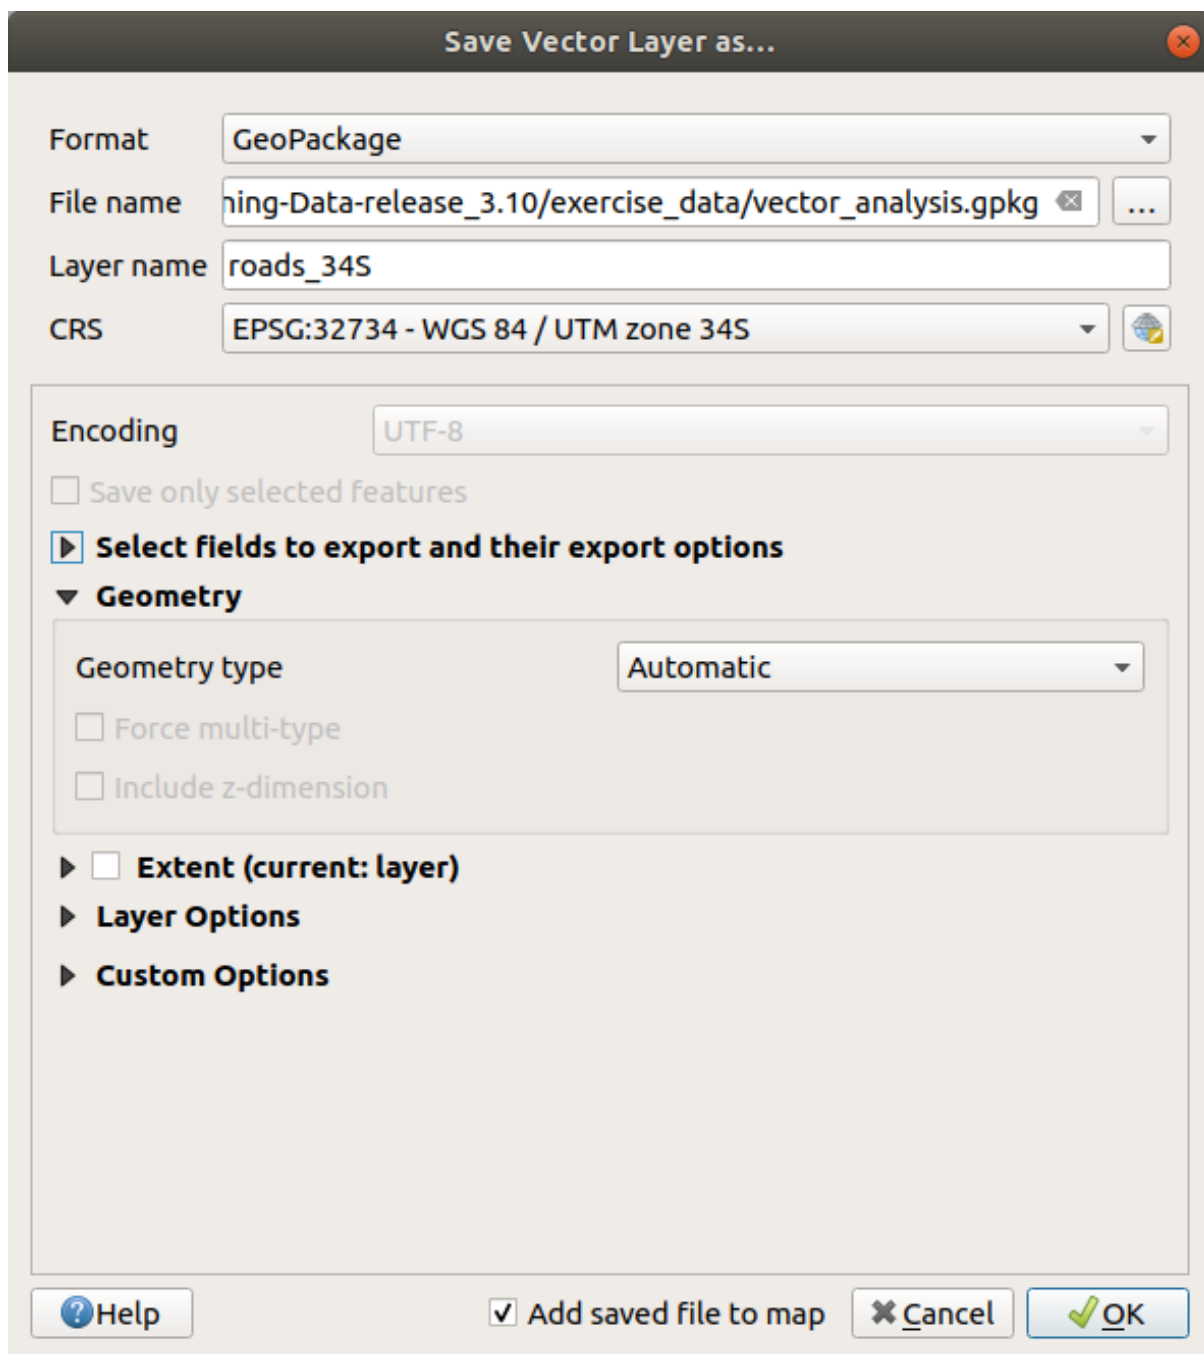 Save Vector Layer as...
Format GeoPackage
File name ning-Data-release_3.10/exercise_data/vector_analysis.gpkg ...
Layer name roads_34S
CRS EPSG:32734 - WGS 84 / UTM zone 34S
Encoding UTF-8
Save only selected features
Select fields to export and their export options
Geometry
Geometry type Automatic
Force multi-type
Include z-dimension
Extent (current: layer)
Layer Options
Custom Options
Help Add saved file to map Cancel OK